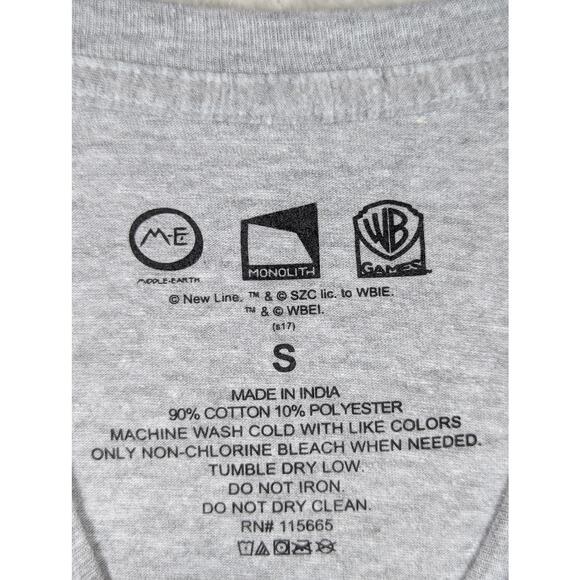 M-E
MIDDLE-EARTH
MONOLITH
WB
GAMES
© New Line. ™ & © SZC lic. to WBIE.
™ & © WBEI.
(s17)
S
MADE IN INDIA
90% COTTON 10% POLYESTER
MACHINE WASH COLD WITH LIKE COLORS
ONLY NON-CHLORINE BLEACH WHEN NEEDED.
TUMBLE DRY LOW.
DO NOT IRON.
DO NOT DRY CLEAN.
RN# 115665